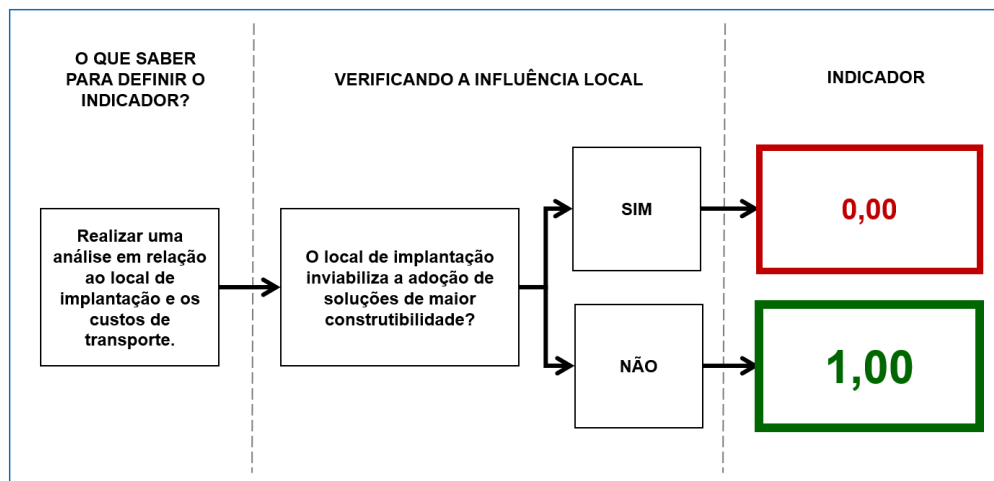 O QUE SABER
PARA DEFINIR O
INDICADOR?
VERIFICANDO A INFLUÊNCIA LOCAL
INDICADOR
Realizar uma
análise em relação
ao local de
implantação e os
custos de
transporte.
O local de implantação
inviabiliza a adoção de
soluções de maior
construtibilidade?
SIM
0,00
NÃO
1,00